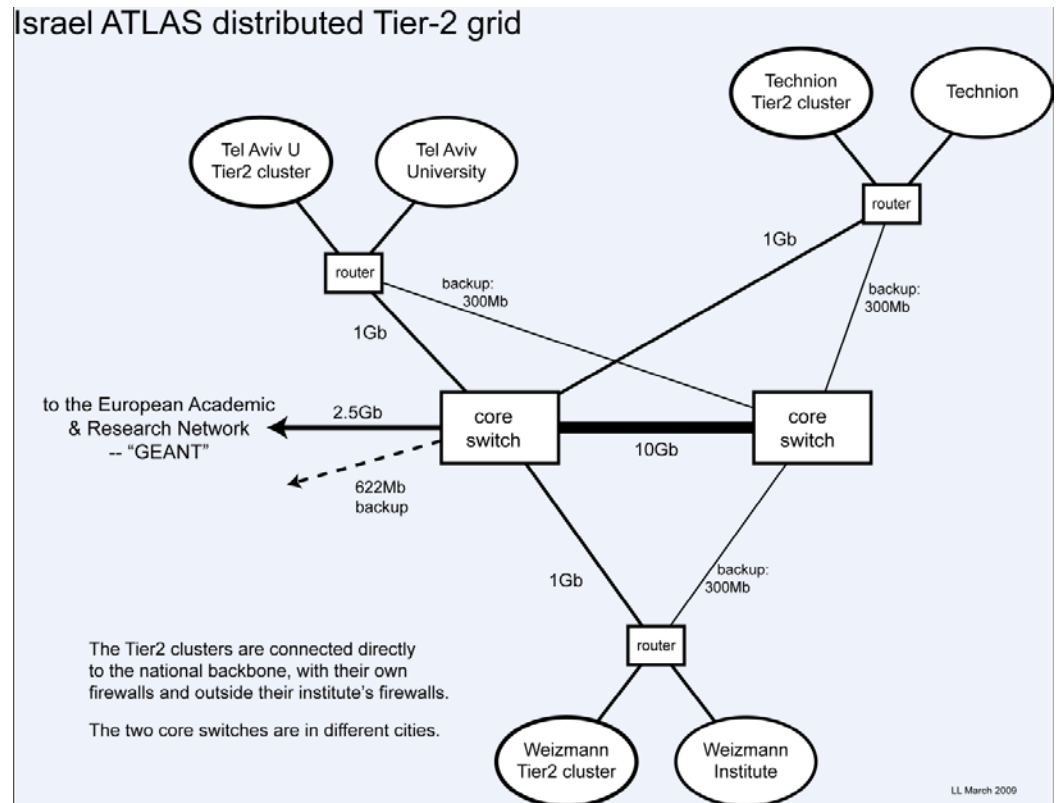 Israel ATLAS distributed Tier-2 grid
Technion
Tier2 cluster
Technion
Tel Aviv U
Tier2 cluster
Tel Aviv
University
router
router
1Gb
backup:
300Mb
backup:
300Mb
1Gb
to the European Academic
& Research Network
-- “GEANT”
2.5Gb
core
switch
10Gb
core
switch
622Mb
backup
1Gb
backup:
300Mb
router
The Tier2 clusters are connected directly
to the national backbone, with their own
firewalls and outside their institute’s firewalls.
The two core switches are in different cities.
Weizmann
Tier2 cluster
Weizmann
Institute
LL March 2009